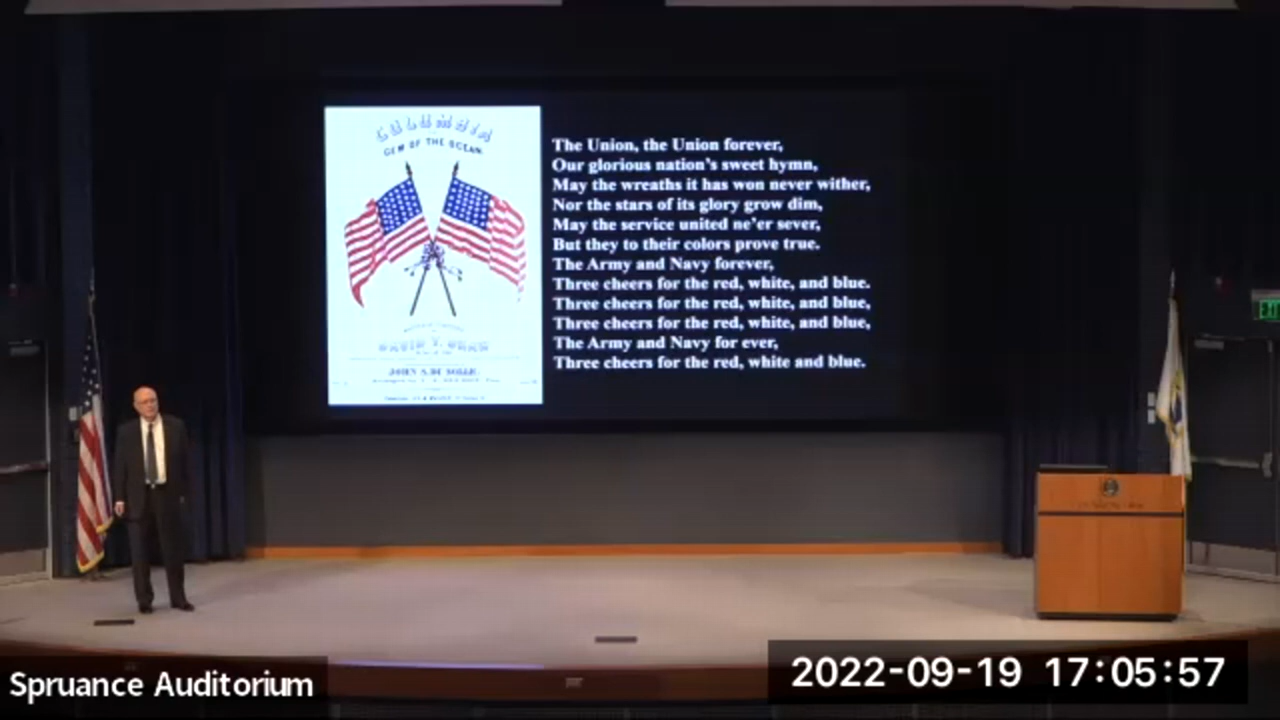 COLUMBIA
GEM OF THE OCEAN
JOHN S. DU SOLLE.
The Union, the Union forever,
Our glorious nation's sweet hymn,
May the wreaths it has won never wither,
Nor the stars of its glory grow dim,
May the service united ne'er sever,
But they to their colors prove true.
The Army and Navy forever,
Three cheers for the red, white, and blue.
Three cheers for the red, white, and blue,
Three cheers for the red, white, and blue,
The Army and Navy for ever,
Three cheers for the red, white and blue.
EXI
Spruance Auditorium
2022-09-19 17:05:57